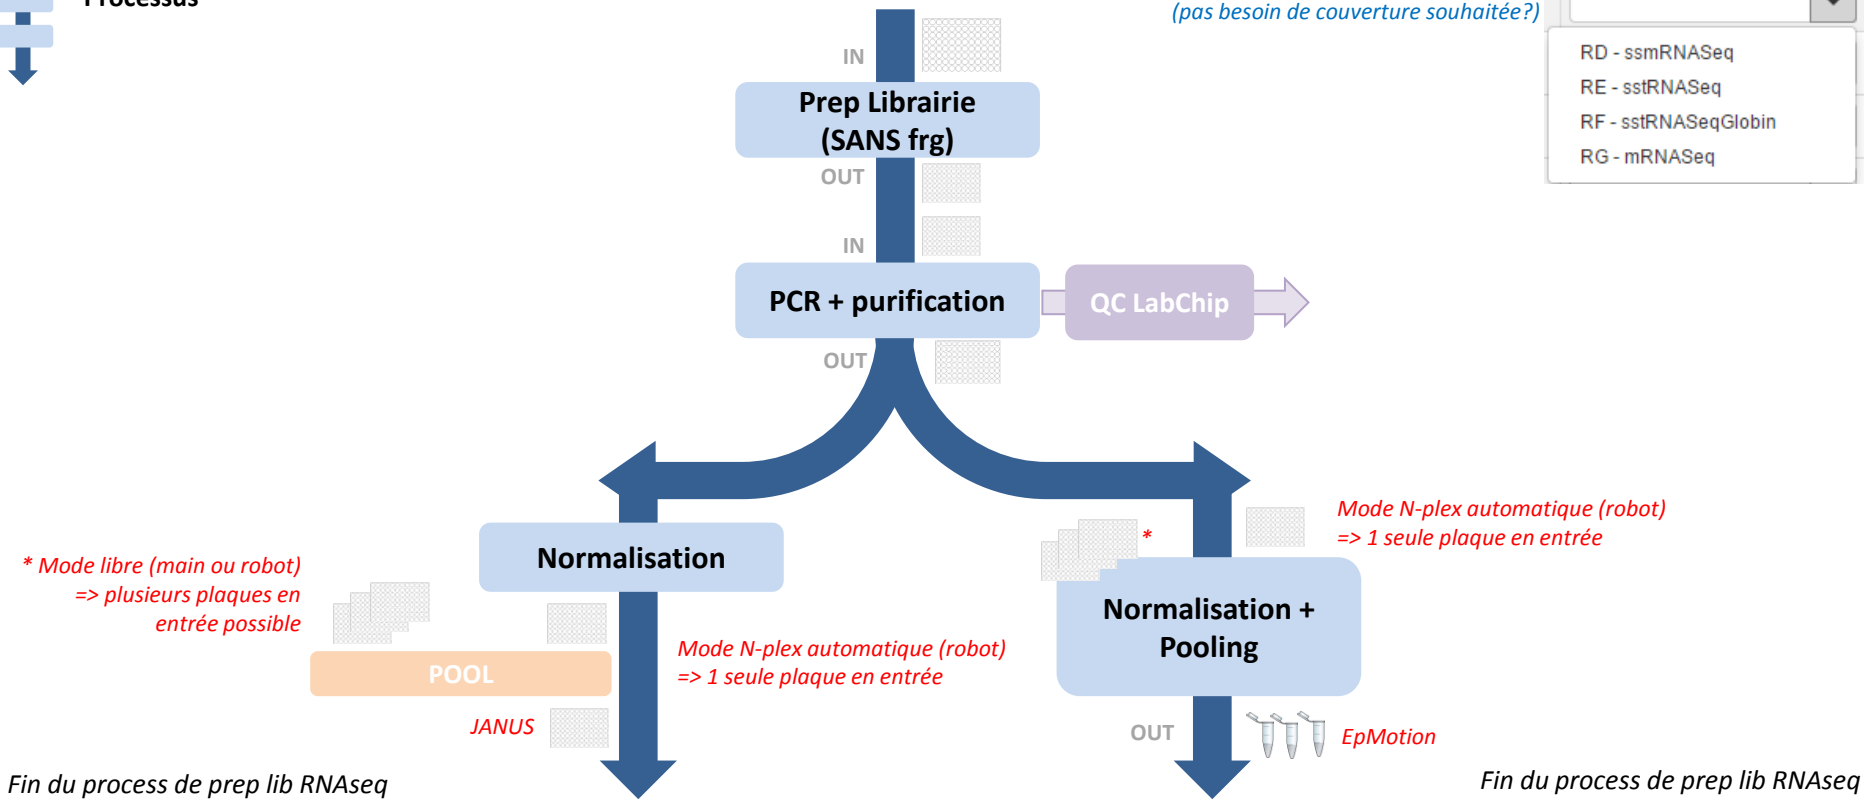 Processus
(pas besoin de couverture souhaitée?)
RD - ssmRNASeq
RE - sstRNASeq
RF - sstRNASeqGlobin
RG - mRNASeq
IN
Prep Librairie
(SANS frg)
OUT
IN
PCR + purification
QC LabChip
OUT
Normalisation
* Mode libre (main ou robot)
=> plusieurs plaques en
entrée possible
POOL
JANUS
Mode N-plex automatique (robot)
=> 1 seule plaque en entrée
Mode N-plex automatique (robot)
=> 1 seule plaque en entrée
*
Normalisation +
Pooling
OUT
EpMotion
Fin du process de prep lib RNAseq
Fin du process de prep lib RNAseq